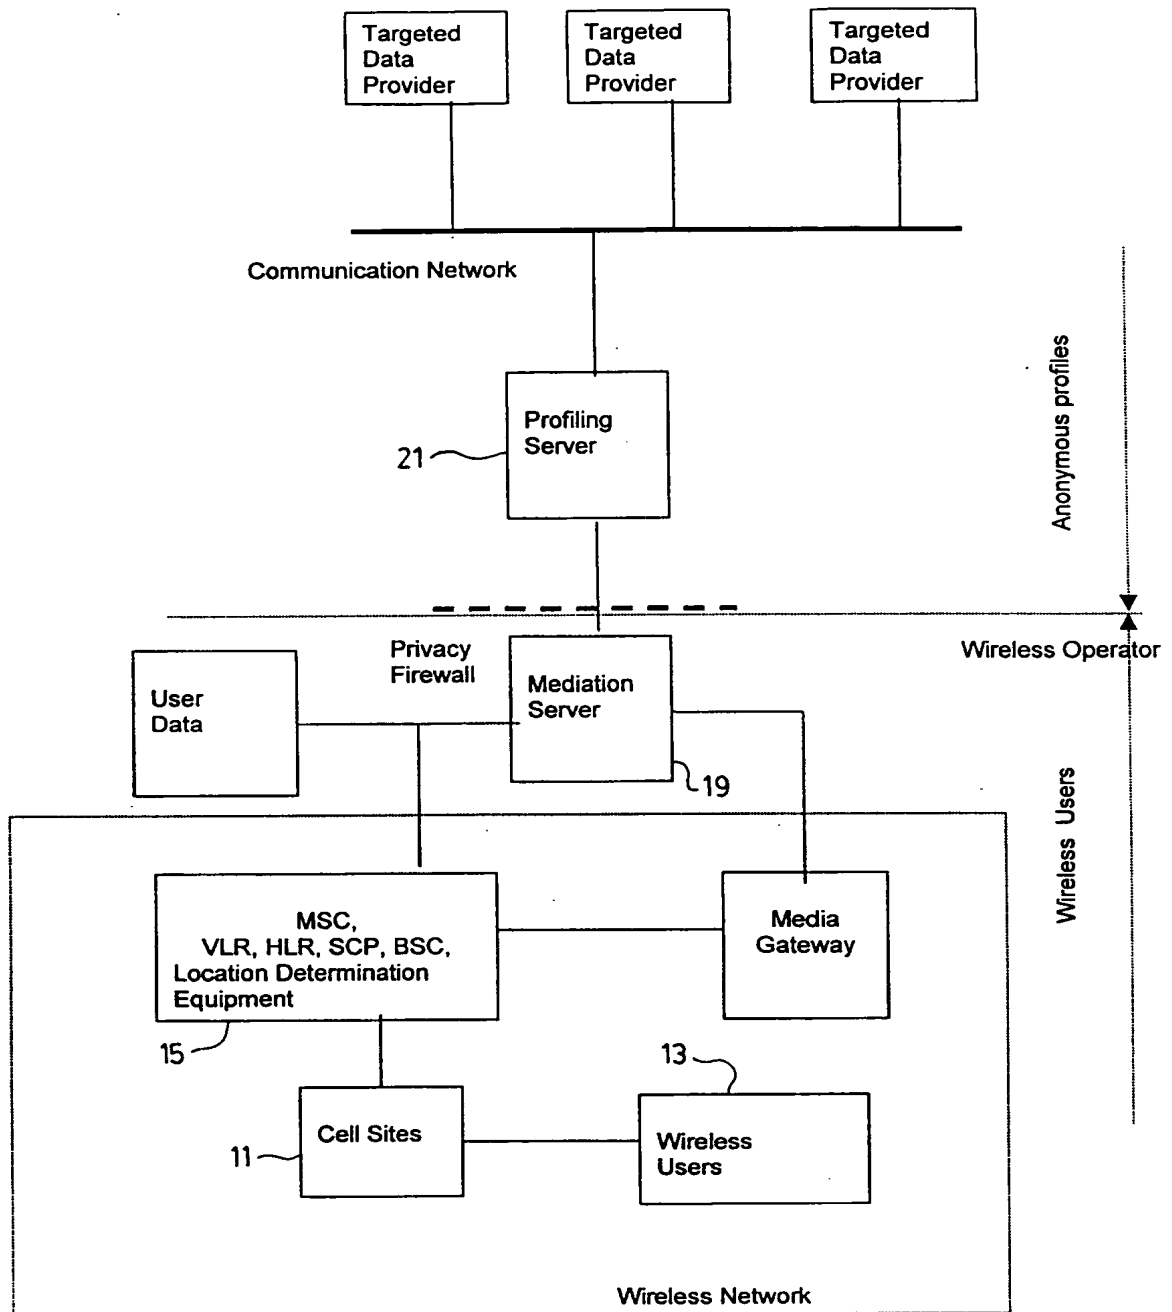 Targeted
Data
Provider
Targeted
Data
Provider
Targeted
Data
Provider
Communication Network
Anonymous profiles
Profiling
Server
21
Privacy
Firewall
Wireless Operator
User
Data
Mediation
Server
19
Wireless Users
MSC,
VLR, HLR, SCP, BSC,
Location Determination
Equipment
Media
Gateway
15
13
Cell Sites
11
Wireless
Users
Wireless Network